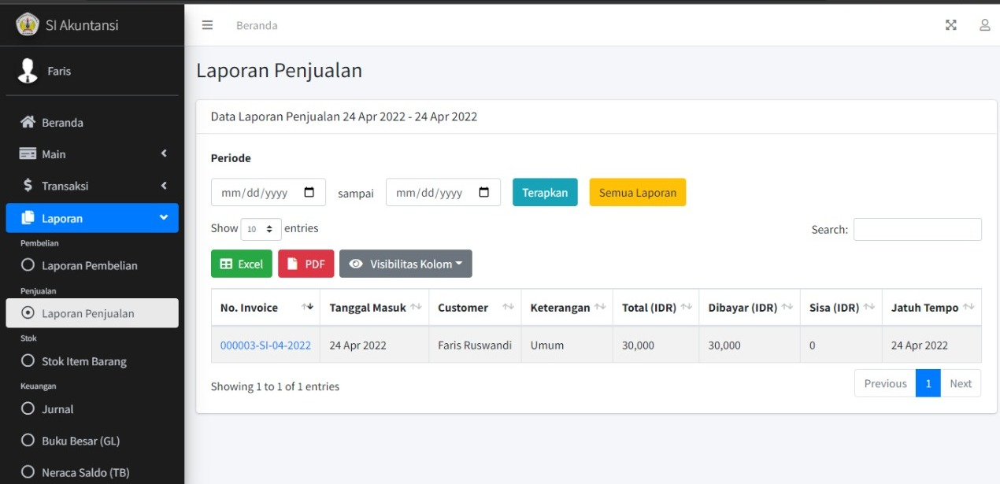 SI Akuntansi
Beranda
Faris
Beranda
Main
Transaksi
Laporan
Pembelian
Laporan Pembelian
Penjualan
Laporan Penjualan
Stok
Stok Item Barang
Keuangan
Jurnal
Buku Besar (GL)
Neraca Saldo (TB)
Laporan Penjualan
Data Laporan Penjualan 24 Apr 2022 - 24 Apr 2022
Periode
mm/dd/yyyy sampai mm/dd/yyyy Terapkan Semua Laporan
Show 10 entries Search:
Excel PDF Visibilitas Kolom
No. Invoice Tanggal Masuk Customer Keterangan Total (IDR) Dibayar (IDR) Sisa (IDR) Jatuh Tempo
000003-SI-04-2022 24 Apr 2022 Faris Ruswandi Umum 30,000 30,000 0 24 Apr 2022
Showing 1 to 1 of 1 entries Previous 1 Next